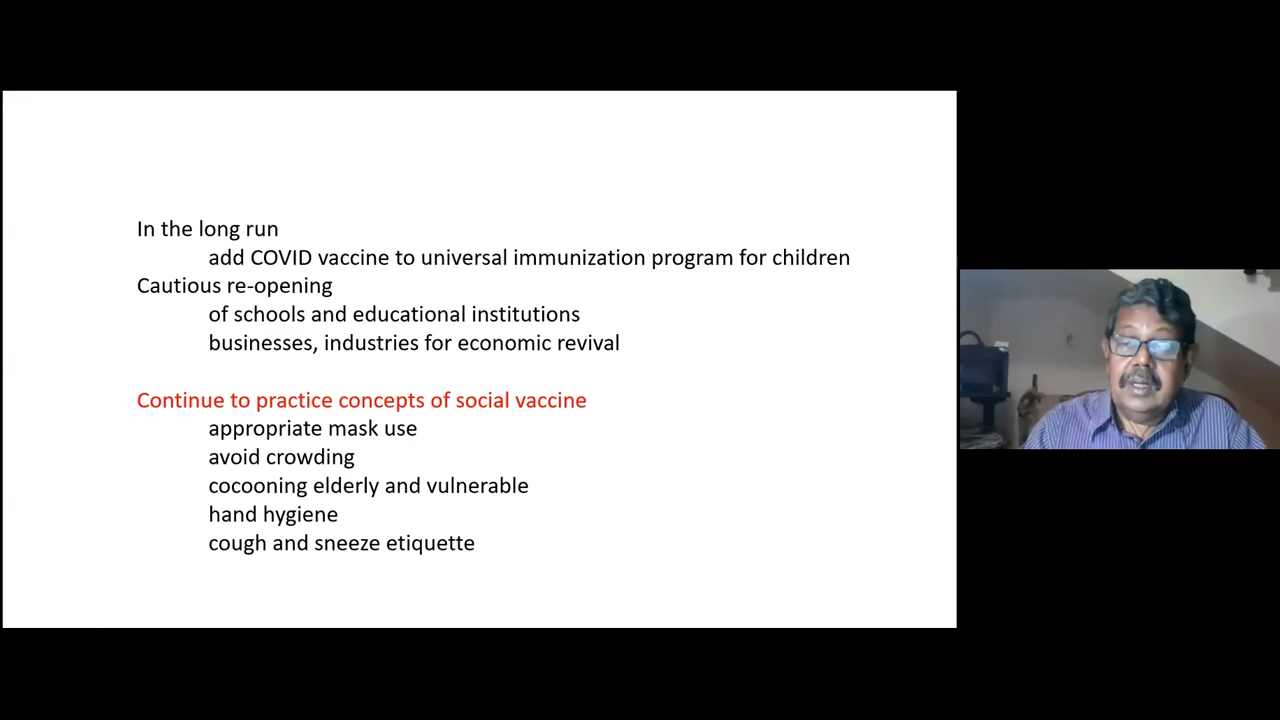 In the long run
add COVID vaccine to universal immunization program for children
Cautious re-opening
of schools and educational institutions
businesses, industries for economic revival
Continue to practice concepts of social vaccine
appropriate mask use
avoid crowding
cocooning elderly and vulnerable
hand hygiene
cough and sneeze etiquette